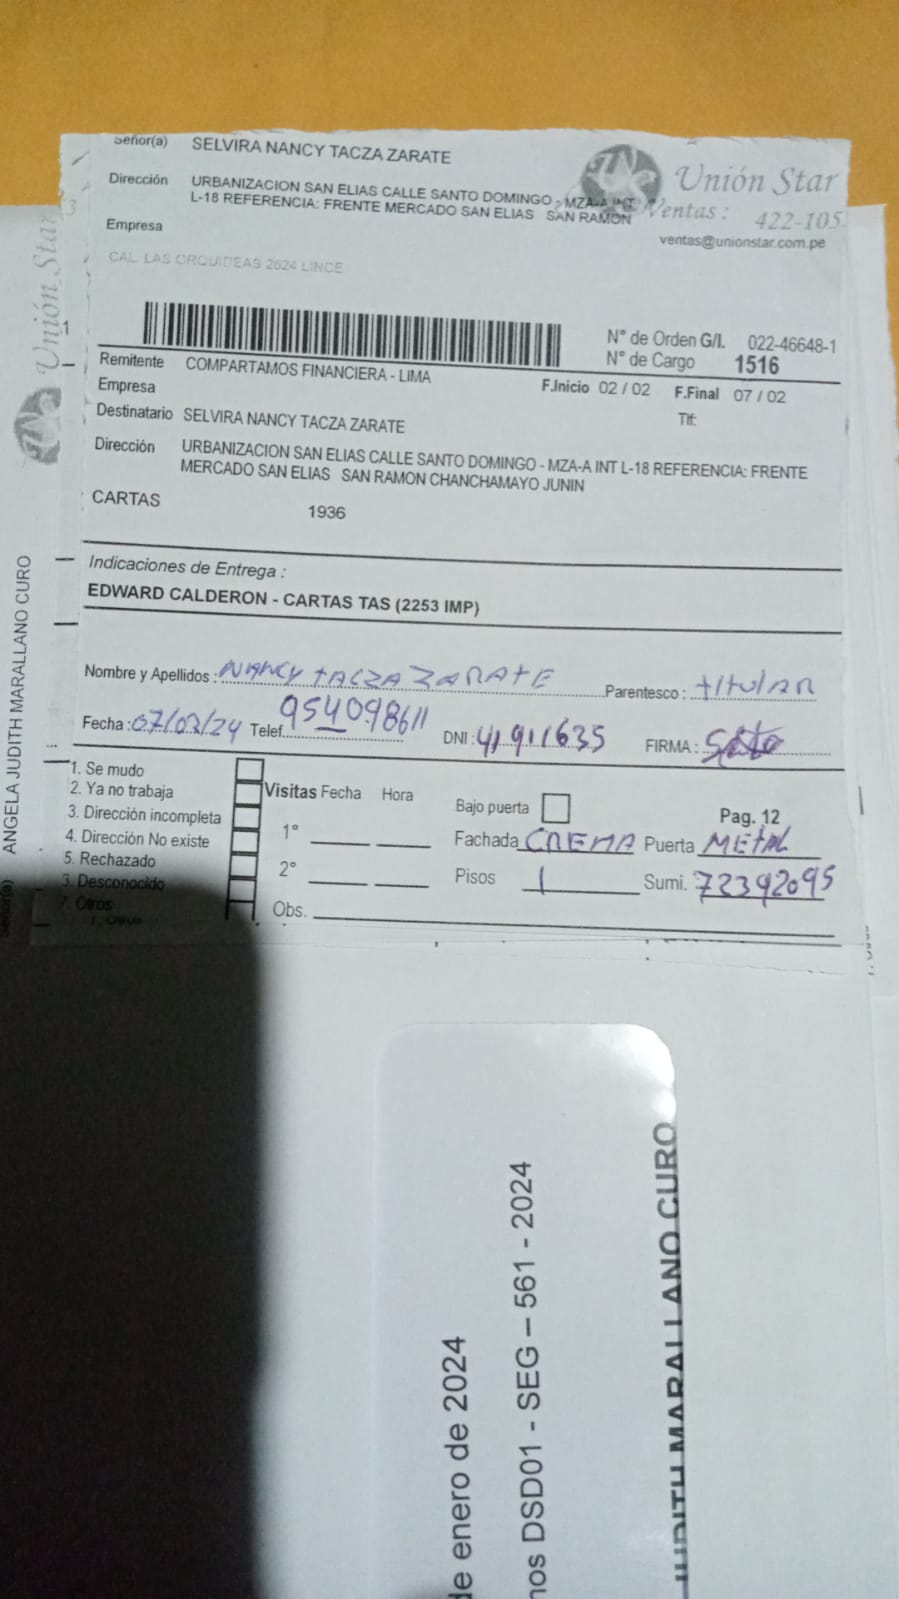 Señor(a) SELVIRA NANCY TACZA ZARATE
Dirección URBANIZACION SAN ELIAS CALLE SANTO DOMINGO - MZA-A INT
L-18 REFERENCIA: FRENTE MERCADO SAN ELIAS SAN RAMON
Empresa
CAL. LAS ORQUIDEAS 2624 LINCE
Unión Star
Ventas : 422-105
ventas@unionstar.com.pe
N° de Orden G/I. 022-46648-1
N° de Cargo 1516
Remitente COMPARTAMOS FINANCIERA - LIMA
Empresa
F.Inicio 02 / 02 F.Final 07 / 02
Destinatario SELVIRA NANCY TACZA ZARATE
Tlf:
Dirección URBANIZACION SAN ELIAS CALLE SANTO DOMINGO - MZA-A INT L-18 REFERENCIA: FRENTE
MERCADO SAN ELIAS SAN RAMON CHANCHAMAYO JUNIN
CARTAS 1936
Indicaciones de Entrega :
EDWARD CALDERON - CARTAS TAS (2253 IMP)
Nombre y Apellidos : NANCY TACZA ZARATE Parentesco : TITULAR
Fecha : 07/02/24 Telef. 954098611 DNI : 41911635 FIRMA :
1. Se mudo
2. Ya no trabaja
3. Dirección incompleta
4. Dirección No existe
5. Rechazado
6. Desconocido
7. Otros
Visitas Fecha Hora
1°
2°
Obs.
Bajo puerta
Pag. 12
Fachada CREMA Puerta METAL
Pisos 1 Sumi. 72392095
Unión Star
ANGELA JUDITH MARALLANO CURO
Señor(a)
de enero de 2024
DSD01 - SEG – 561 - 2024
JUDITH MARALLANO CURO